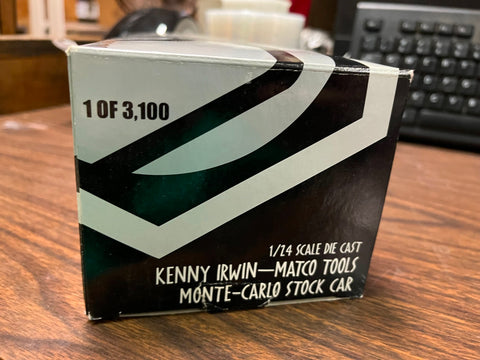 1 OF 3,100
1/24 SCALE DIE CAST
KENNY IRWIN—MATCO TOOLS
MONTE-CARLO STOCK CAR